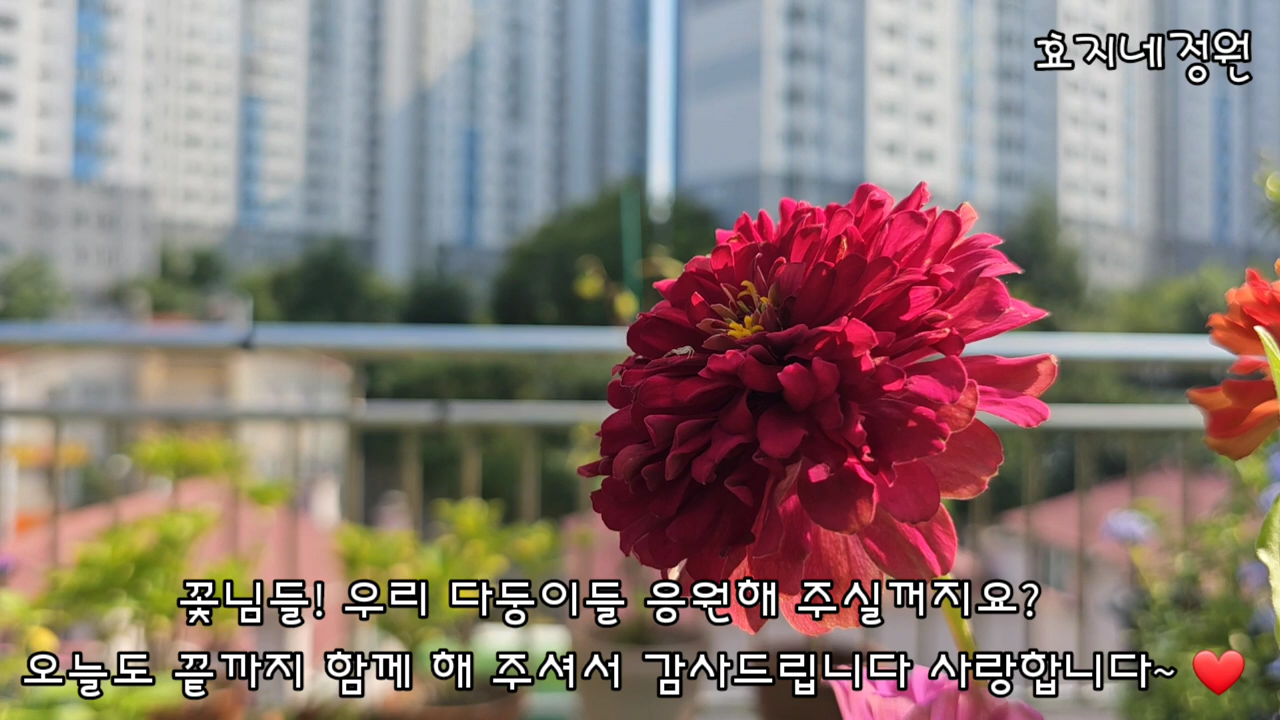 효지네정원
꽃님들! 우리 다둥이들 응원해 주실꺼지요?
오늘도 끝까지 함께 해 주셔서 감사드립니다 사랑합니다~ ❤️